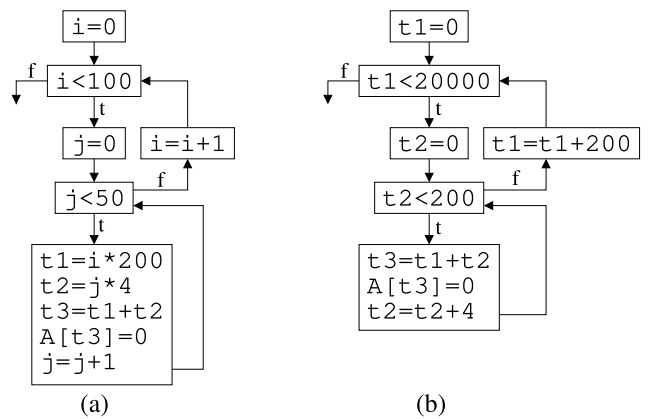 i=0
f
i<100
t
j=0
i=i+1
j<50
f
t
t1=i*200
t2=j*4
t3=t1+t2
A[t3]=0
j=j+1
(a)
t1=0
f
t1<20000
t
t2=0
t1=t1+200
t2<200
f
t
t3=t1+t2
A[t3]=0
t2=t2+4
(b)